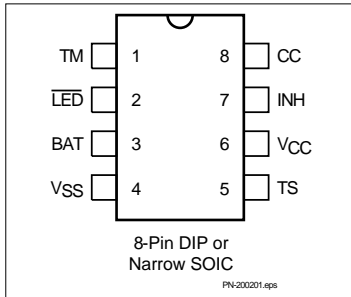 TM 1 8 CC
LED 2 7 INH
BAT 3 6 VCC
VSS 4 5 TS
8-Pin DIP or
Narrow SOIC
PN-200201.eps